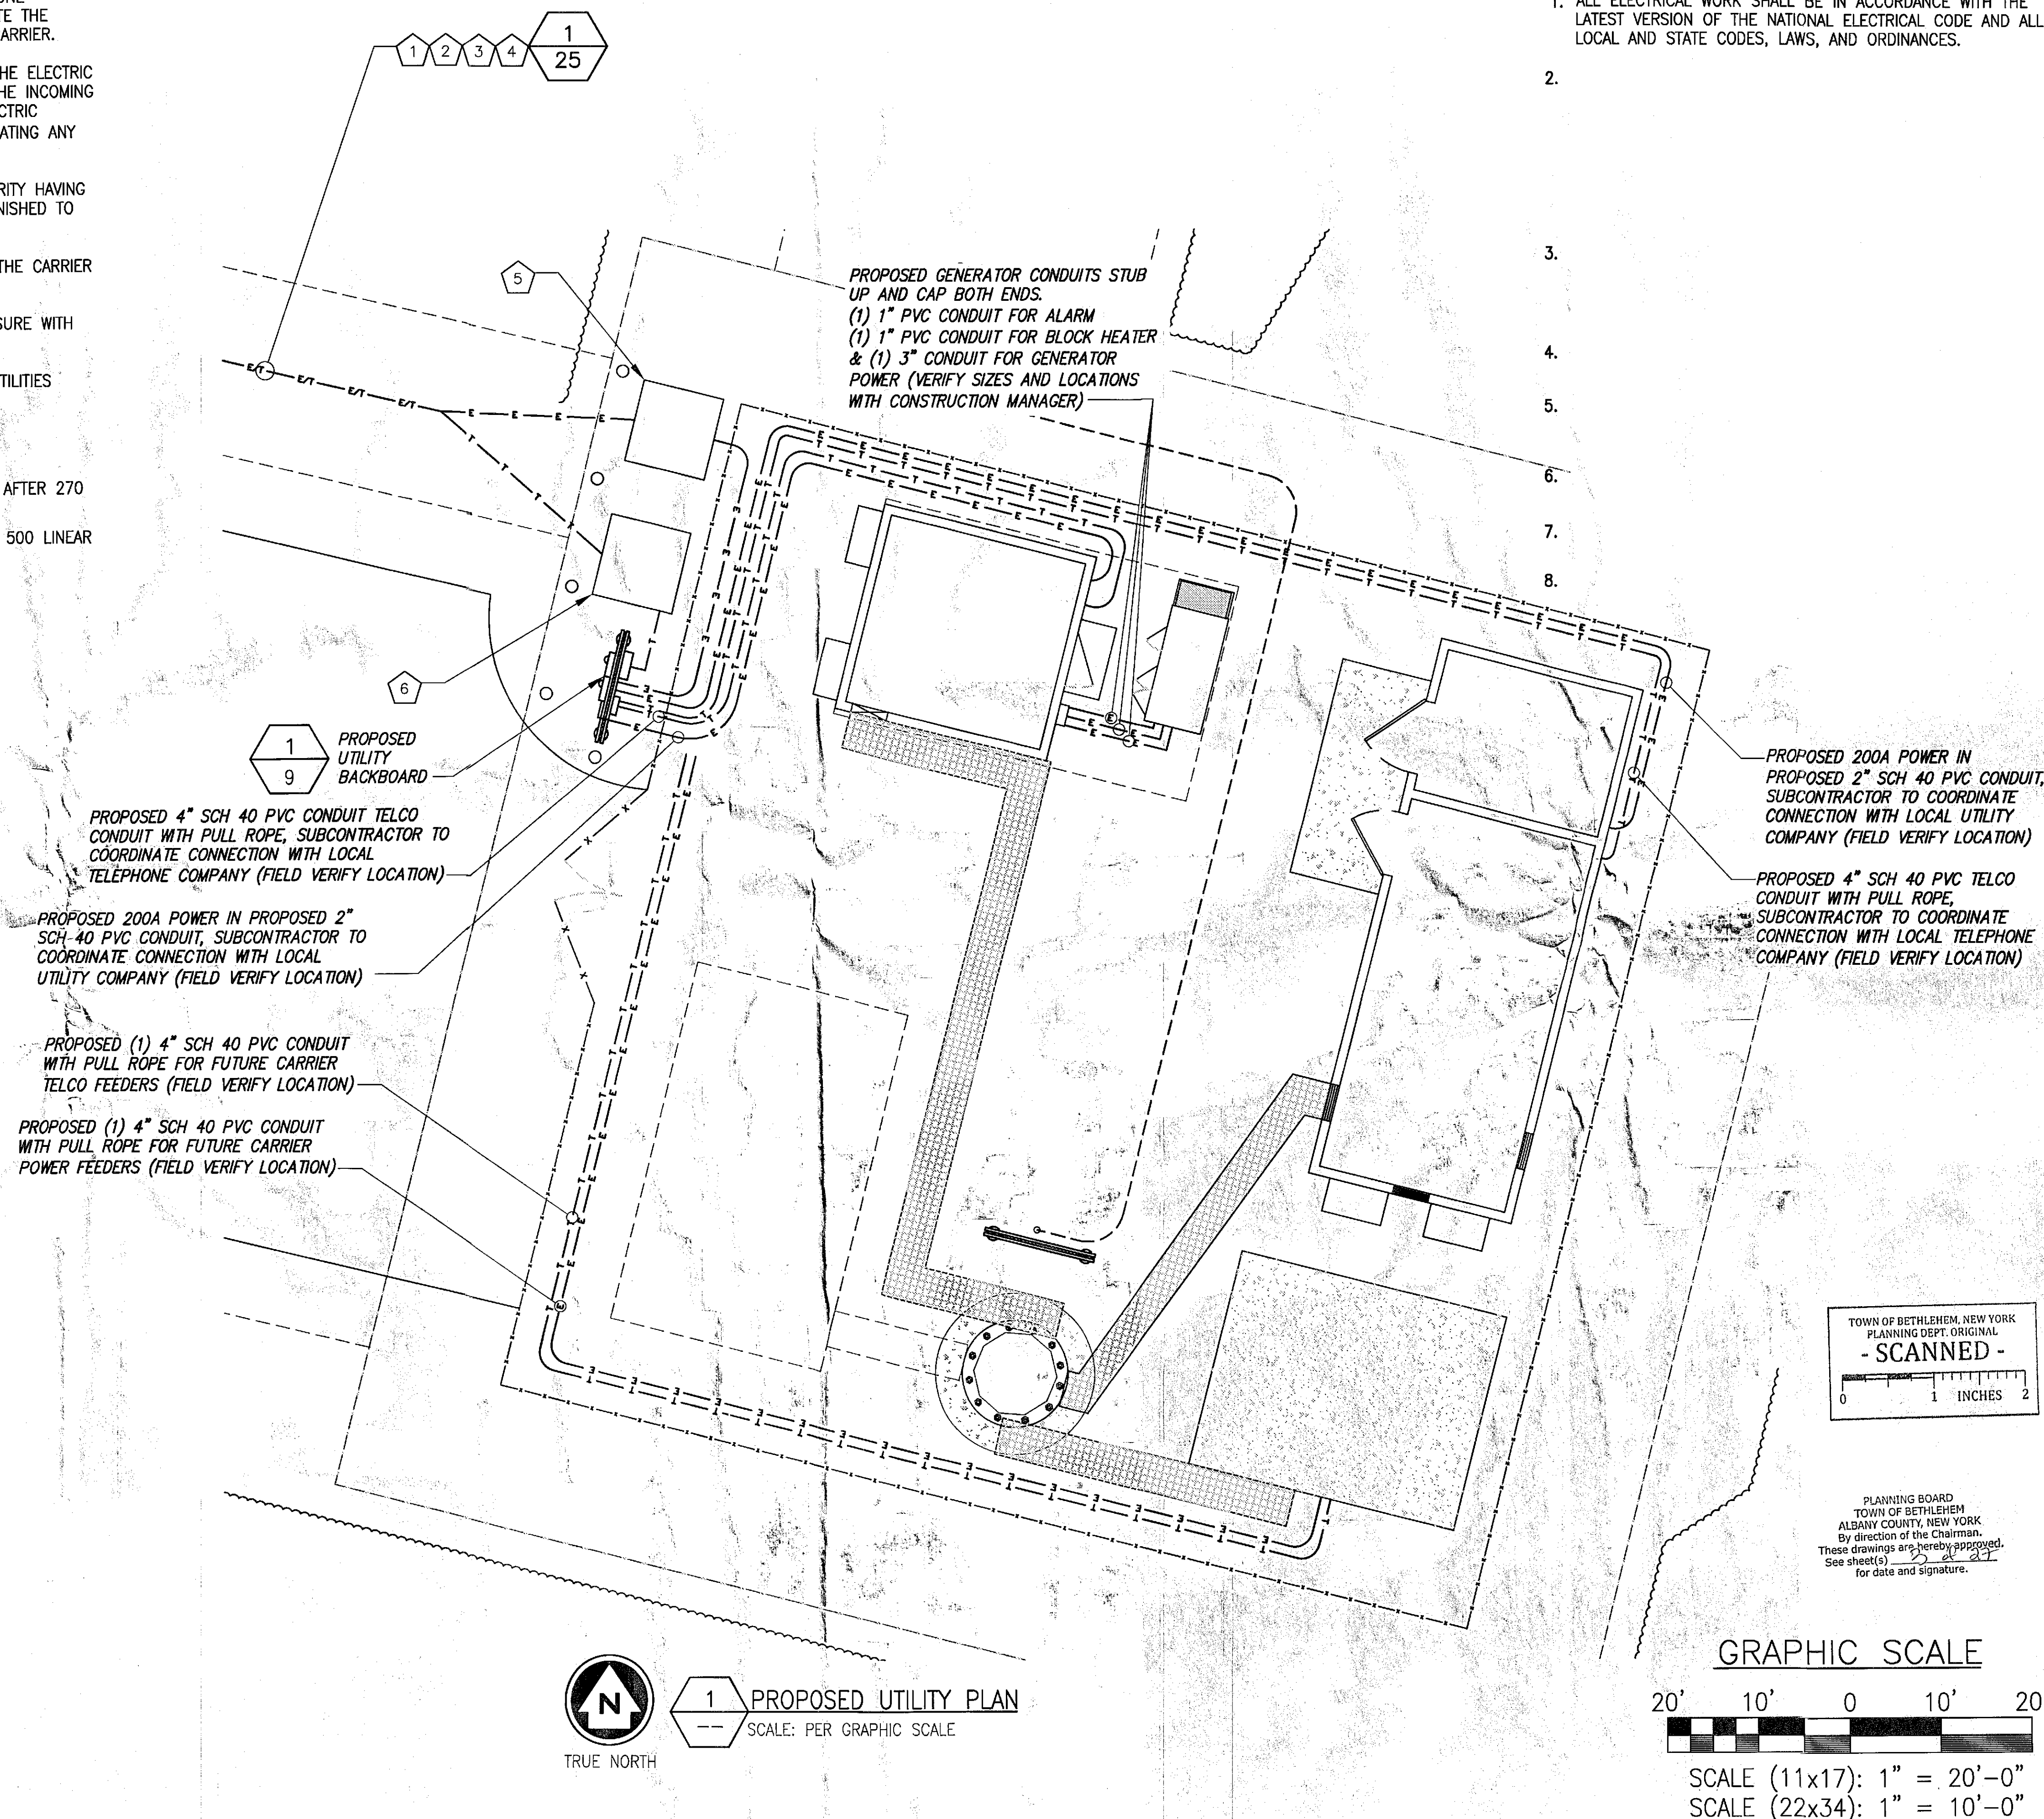 TE THE
ARRIER.
HE ELECTRIC
HE INCOMING
CTRIC
ATING ANY
RITY HAVING
NISHED TO
THE CARRIER
SURE WITH
TILITIES
AFTER 270
500 LINEAR
1 2 3 4
1
25
1. ALL ELECTRICAL WORK SHALL BE IN ACCORDANCE WITH THE
LATEST VERSION OF THE NATIONAL ELECTRICAL CODE AND ALL
LOCAL AND STATE CODES, LAWS, AND ORDINANCES.
2.
3.
4.
5.
6.
7.
8.
5
PROPOSED GENERATOR CONDUITS STUB
UP AND CAP BOTH ENDS.
(1) 1" PVC CONDUIT FOR ALARM
(1) 1" PVC CONDUIT FOR BLOCK HEATER
& (1) 3" CONDUIT FOR GENERATOR
POWER (VERIFY SIZES AND LOCATIONS
WITH CONSTRUCTION MANAGER)
E/T E/T E/T E E E E
T T T
6
1
9
PROPOSED
UTILITY
BACKBOARD
PROPOSED 4" SCH 40 PVC CONDUIT TELCO
CONDUIT WITH PULL ROPE, SUBCONTRACTOR TO
COORDINATE CONNECTION WITH LOCAL
TELEPHONE COMPANY (FIELD VERIFY LOCATION)
PROPOSED 200A POWER IN PROPOSED 2"
SCH 40 PVC CONDUIT, SUBCONTRACTOR TO
COORDINATE CONNECTION WITH LOCAL
UTILITY COMPANY (FIELD VERIFY LOCATION)
PROPOSED (1) 4" SCH 40 PVC CONDUIT
WITH PULL ROPE FOR FUTURE CARRIER
TELCO FEEDERS (FIELD VERIFY LOCATION)
PROPOSED (1) 4" SCH 40 PVC CONDUIT
WITH PULL ROPE FOR FUTURE CARRIER
POWER FEEDERS (FIELD VERIFY LOCATION)
PROPOSED 200A POWER IN
PROPOSED 2" SCH 40 PVC CONDUIT,
SUBCONTRACTOR TO COORDINATE
CONNECTION WITH LOCAL UTILITY
COMPANY (FIELD VERIFY LOCATION)
PROPOSED 4" SCH 40 PVC TELCO
CONDUIT WITH PULL ROPE,
SUBCONTRACTOR TO COORDINATE
CONNECTION WITH LOCAL TELEPHONE
COMPANY (FIELD VERIFY LOCATION)
TOWN OF BETHLEHEM, NEW YORK
PLANNING DEPT. ORIGINAL
- SCANNED -
0 1 INCHES 2
PLANNING BOARD
TOWN OF BETHLEHEM
ALBANY COUNTY, NEW YORK
By direction of the Chairman.
These drawings are hereby approved.
See sheet(s) of 27
for date and signature.
N
TRUE NORTH
1
--
PROPOSED UTILITY PLAN
SCALE: PER GRAPHIC SCALE
GRAPHIC SCALE
20' 10' 0 10' 20
SCALE (11x17): 1" = 20'-0"
SCALE (22x34): 1" = 10'-0"